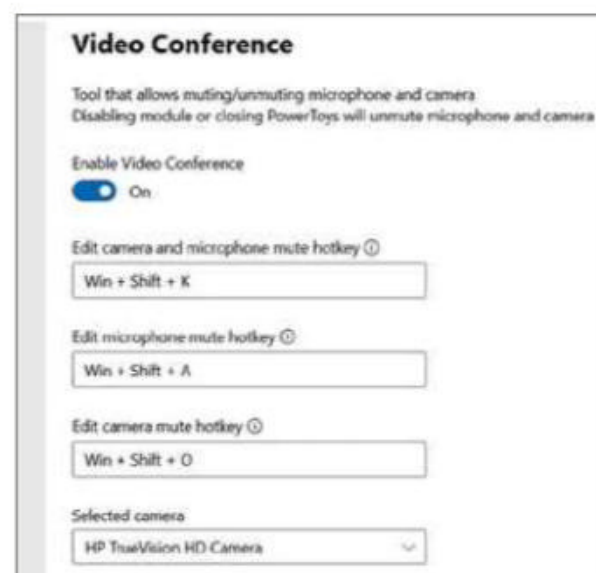 Video Conference
Tool that allows muting/unmuting microphone and camera
Disabling module or closing PowerToys will unmute microphone and camera
Enable Video Conference
On
Edit camera and microphone mute hotkey ⓘ
Win + Shift + K
Edit microphone mute hotkey ⓘ
Win + Shift + A
Edit camera mute hotkey ⓘ
Win + Shift + O
Selected camera
HP TrueVision HD Camera